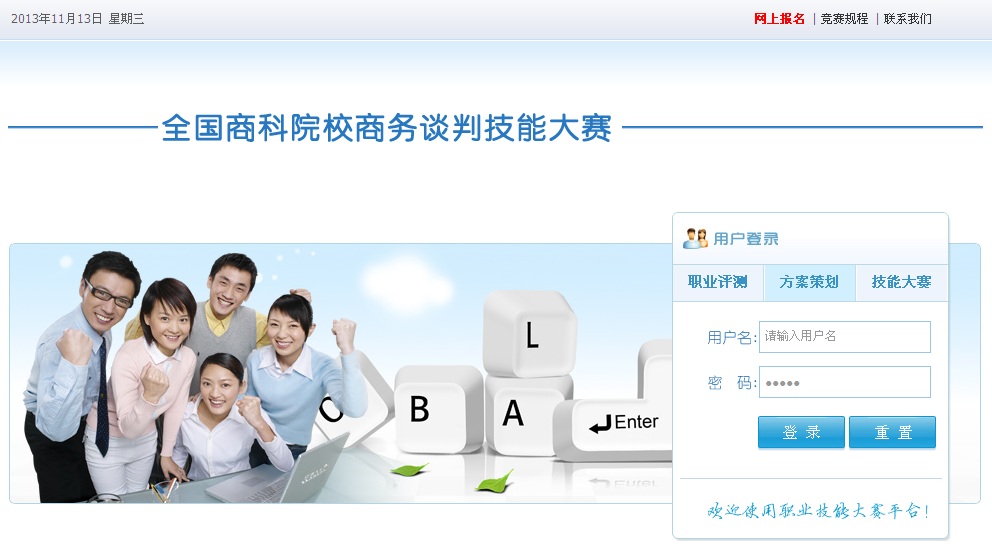 2013年11月13日 星期三
网上报名 | 竞赛规程 | 联系我们
全国商科院校商务谈判技能大赛
用户登录
职业评测 方案策划 技能大赛
用户名: 请输入用户名
密 码: •••••
登 录 重 置
L
O B A Enter
欢迎使用职业技能大赛平台!